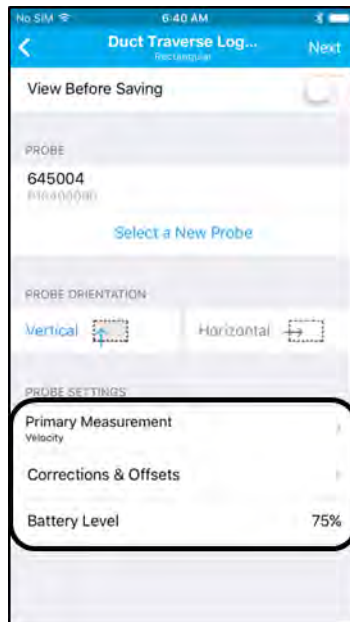 No SIM 6:40 AM
Duct Traverse Log... Next
Rectangular
View Before Saving
PROBE
645004
Select a New Probe
PROBE ORIENTATION
Vertical Horizontal
PROBE SETTINGS
Primary Measurement
Velocity
Corrections & Offsets
Battery Level 75%